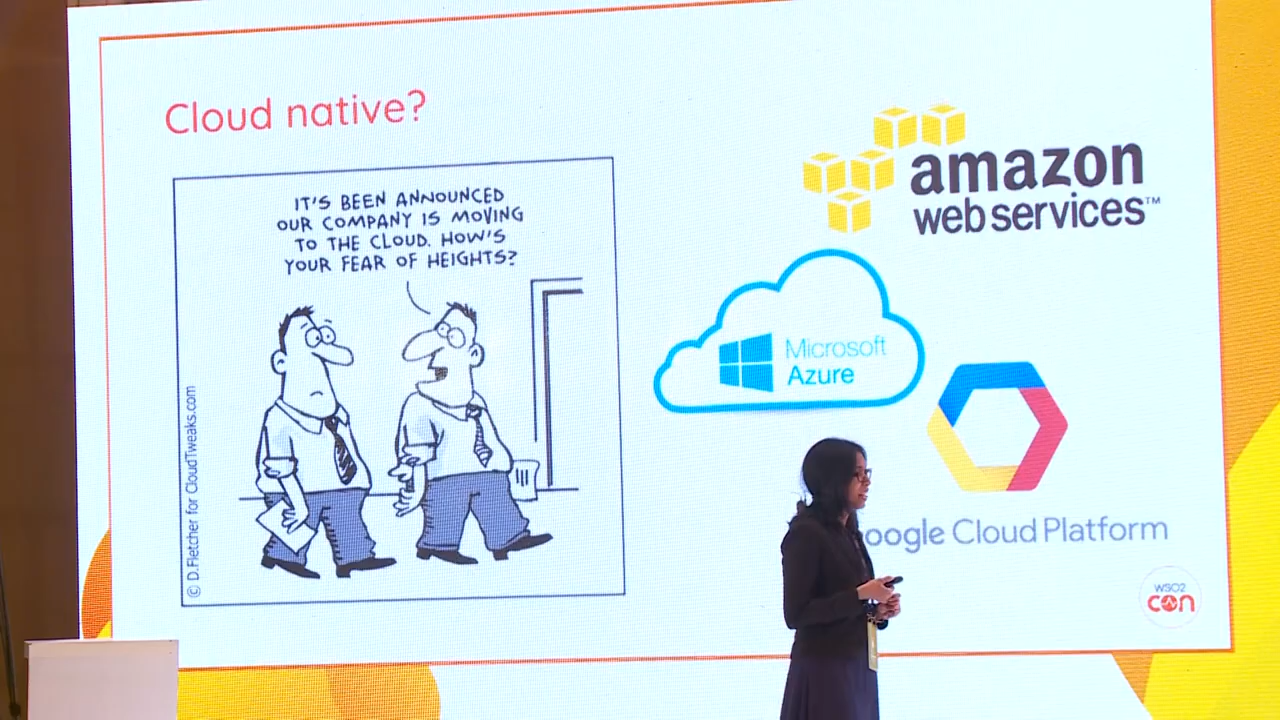 Cloud native?
IT'S BEEN ANNOUNCED
OUR COMPANY IS MOVING
TO THE CLOUD. HOW'S
YOUR FEAR OF HEIGHTS?
© D.Fletcher for CloudTweaks.com
amazon
web services™
Microsoft
Azure
oogle Cloud Platform
WSO2
con